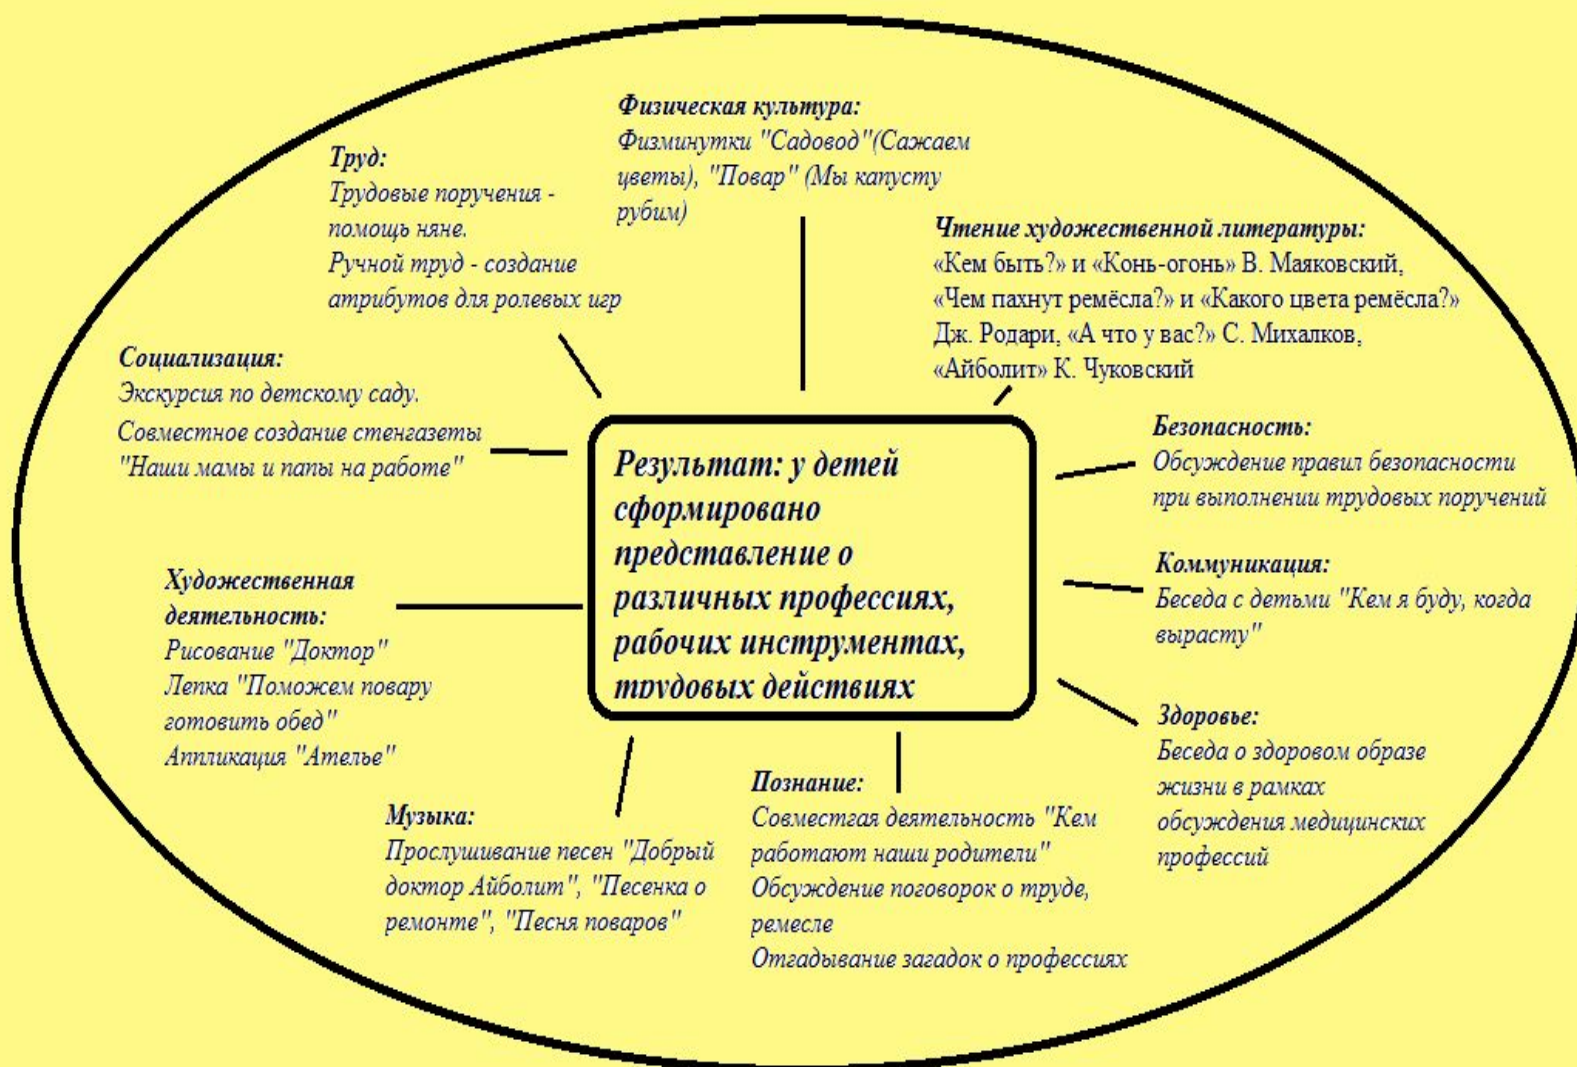 Физическая культура:
Физминутки "Садовод"(Сажаем
цветы), "Повар" (Мы капусту
рубим)
Труд:
Трудовые поручения -
помощь няне.
Ручной труд - создание
атрибутов для ролевых игр
Чтение художественной литературы:
«Кем быть?» и «Конь-огонь» В. Маяковский,
«Чем пахнут ремёсла?» и «Какого цвета ремёсла?»
Дж. Родари, «А что у вас?» С. Михалков,
«Айболит» К. Чуковский
Социализация:
Экскурсия по детскому саду.
Совместное создание стенгазеты
"Наши мамы и папы на работе"
Результат: у детей
сформировано
представление о
различных профессиях,
рабочих инструментах,
трудовых действиях
Безопасность:
Обсуждение правил безопасности
при выполнении трудовых поручений
Коммуникация:
Беседа с детьми "Кем я буду, когда
вырасту"
Художественная
деятельность:
Рисование "Доктор"
Лепка "Поможем повару
готовить обед"
Аппликация "Ателье"
Здоровье:
Беседа о здоровом образе
жизни в рамках
обсуждения медицинских
профессий
Музыка:
Прослушивание песен "Добрый
доктор Айболит", "Песенка о
ремонте", "Песня поваров"
Познание:
Совместгая деятельность "Кем
работают наши родители"
Обсуждение поговорок о труде,
ремесле
Отгадывание загадок о профессиях